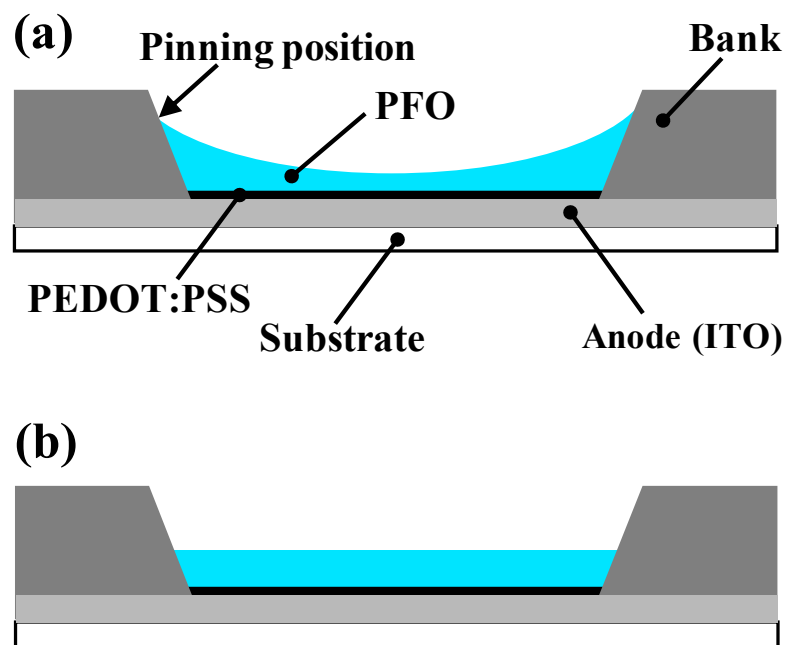 (a)
Pinning position
Bank
PFO
PEDOT:PSS
Substrate
Anode (ITO)
(b)